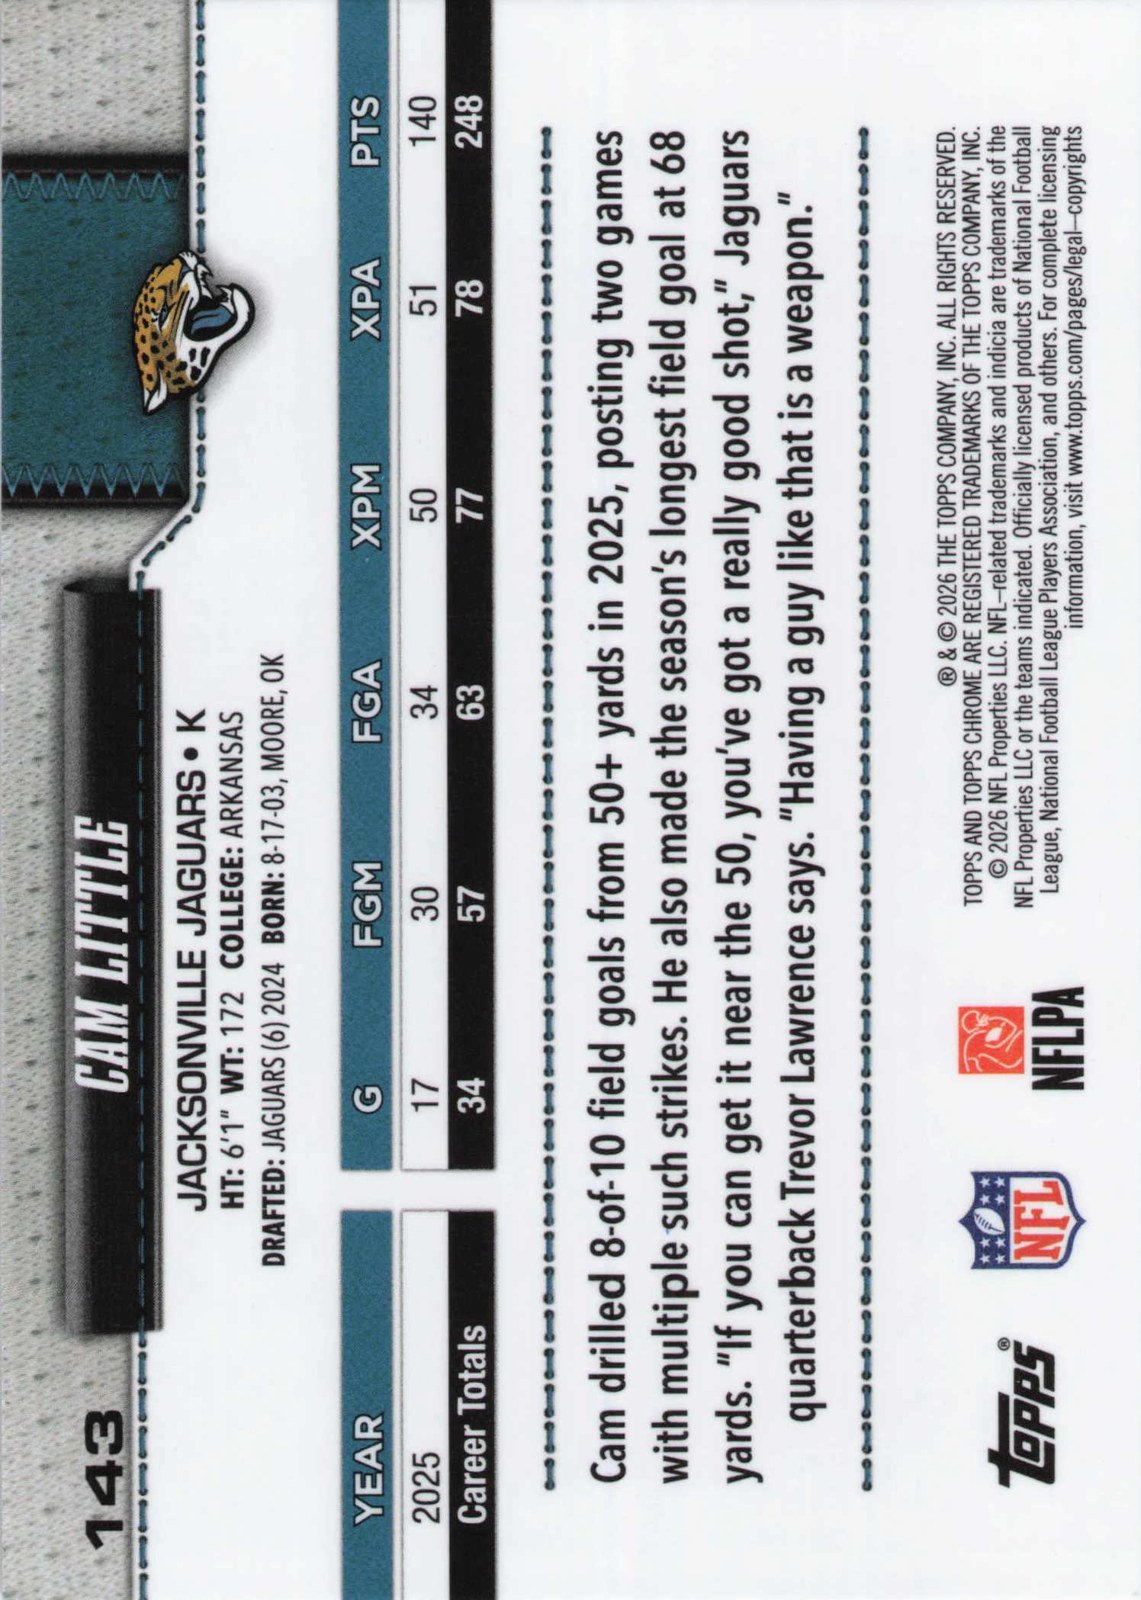 143
CAM LITTLE
JACKSONVILLE JAGUARS • K
HT: 6'1" WT: 172 COLLEGE: ARKANSAS
DRAFTED: JAGUARS (6) 2024 BORN: 8-17-03, MOORE, OK
YEAR G FGM FGA XPM XPA PTS
2025 17 30 34 50 51 140
Career Totals 34 57 63 77 78 248
Cam drilled 8-of-10 field goals from 50+ yards in 2025, posting two games
with multiple such strikes. He also made the season's longest field goal at 68
yards. "If you can get it near the 50, you've got a really good shot," Jaguars
quarterback Trevor Lawrence says. "Having a guy like that is a weapon."
Topps®
NFL
NFLPA
® & © 2026 THE TOPPS COMPANY, INC. ALL RIGHTS RESERVED.
TOPPS AND TOPPS CHROME ARE REGISTERED TRADEMARKS OF THE TOPPS COMPANY, INC.
© 2026 NFL Properties LLC. NFL-related trademarks and indicia are trademarks of the
NFL Properties LLC or the teams indicated. Officially licensed products of National Football
League, National Football League Players Association, and others. For complete licensing
information, visit www.topps.com/pages/legal-copyrights